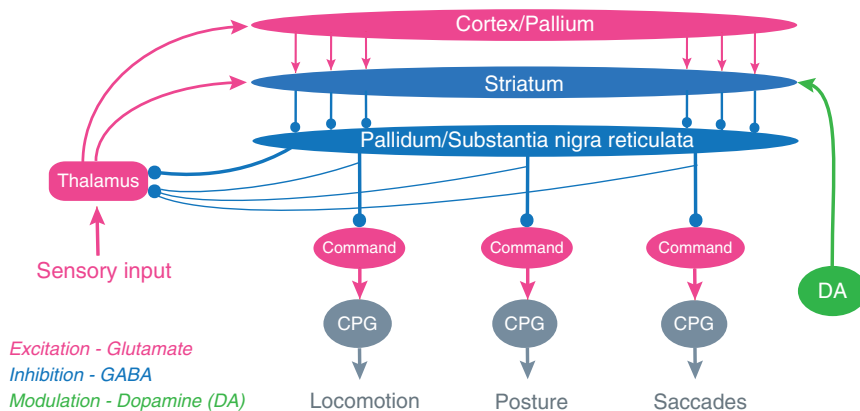 Cortex/Pallium
Striatum
Pallidum/Substantia nigra reticulata
Thalamus
Sensory input
Command
Command
Command
DA
CPG
CPG
CPG
Excitation - Glutamate
Inhibition - GABA
Modulation - Dopamine (DA)
Locomotion
Posture
Saccades